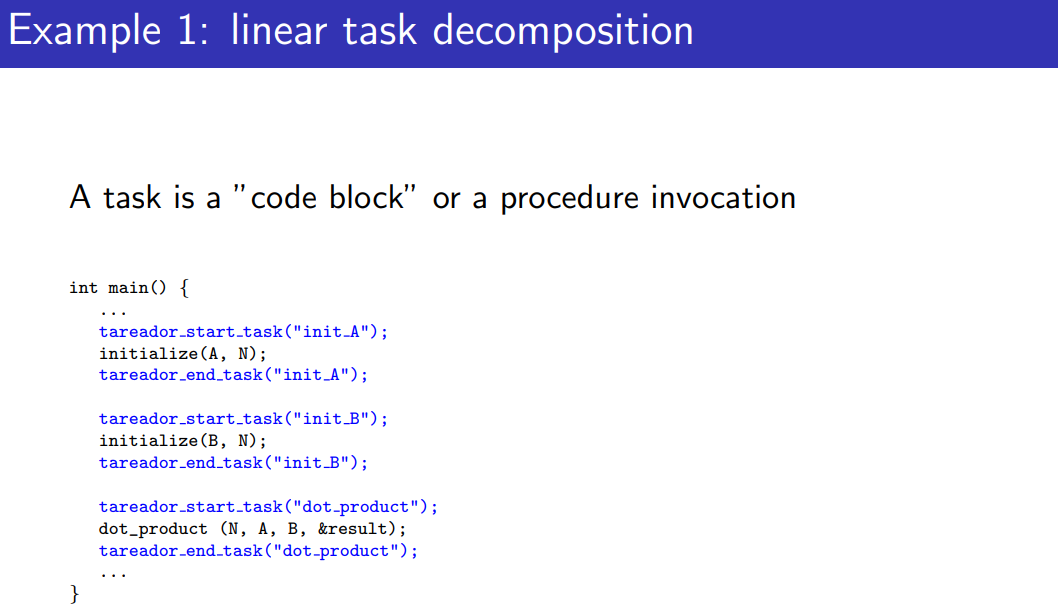 Example 1: linear task decomposition
A task is a ”code block” or a procedure invocation
int main() {
...
tareador_start_task("init_A");
initialize(A, N);
tareador_end_task("init_A");
tareador_start_task("init_B");
initialize(B, N);
tareador_end_task("init_B");
tareador_start_task("dot_product");
dot_product (N, A, B, &result);
tareador_end_task("dot_product");
...
}